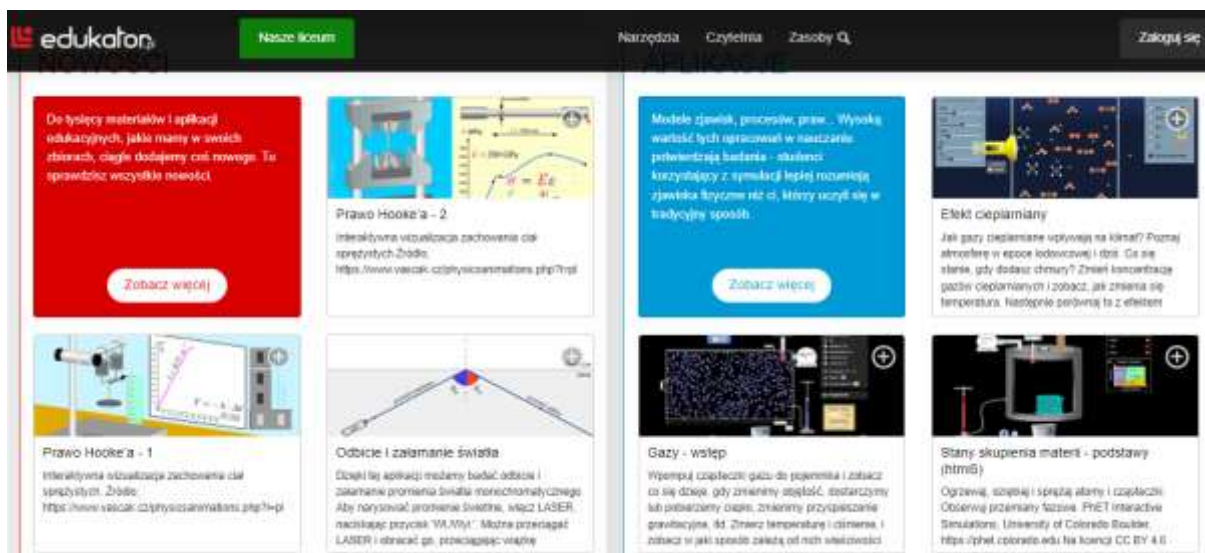 edukator.pl
Nasze liceum
Narzędzia
Czytelnia
Zasoby
Zaloguj się
NOWOŚCI
Do tysięcy materiałów i aplikacji
edukacyjnych, jakie mamy w swoich
zbiorach, ciągle dodajemy coś nowego. Tu
sprawdzisz wszystkie nowości.
Zobacz więcej
Prawo Hooke'a - 2
Interaktywna wizualizacja zachowania ciał
sprężystych Źródło:
https://www.vascak.cz/physicsanimations.php?l=pl
Prawo Hooke'a - 1
Interaktywna wizualizacja zachowania ciał
sprężystych. Źródło:
https://www.vascak.cz/physicsanimations.php?l=pl
Odbicie i załamanie światła
Dzięki tej aplikacji możemy badać odbicie i
załamanie promienia światła monochromatycznego
Aby narysować promienie świetlne, włącz LASER,
naciskając przycisk 'Wł./Wył.'. Można przeciągać
LASER i obracać go, przeciągając wiązkę
APLIKACJE
Modele zjawisk, procesów, praw... Wysoką
wartość tych opracowań w nauczaniu
potwierdzają badania - studenci
korzystający z symulacji lepiej rozumieją
zjawiska fizyczne niż ci, którzy uczyli się w
tradycyjny sposób.
Zobacz więcej
Efekt cieplarniany
Jak gazy cieplarniane wpływają na klimat? Poznaj
atmosferę w epoce lodowcowej i dziś. Co się
stanie, gdy dodasz chmury? Zmień koncentrację
gazów cieplarnianych i zobacz, jak zmienia się
temperatura. Następnie porównaj to z efektem
Gazy - wstęp
Wpompuj cząsteczki gazu do pojemnika i zobacz
co się dzieje, gdy zmienimy objętość, dostarczymy
lub pobierzemy ciepło, zmienimy przyspieszenie
grawitacyjne, itd. Zmierz temperaturę i ciśnienie, i
zobacz w jaki sposób zależą od nich właściwości
Stany skupienia materii - podstawy
(html5)
Ogrzewaj, oziębiaj i sprężaj atomy i cząsteczki.
Obserwuj przemiany fazowe. PhET Interactive
Simulations, University of Colorado Boulder,
https://phet.colorado.edu Na licencji CC BY 4.0